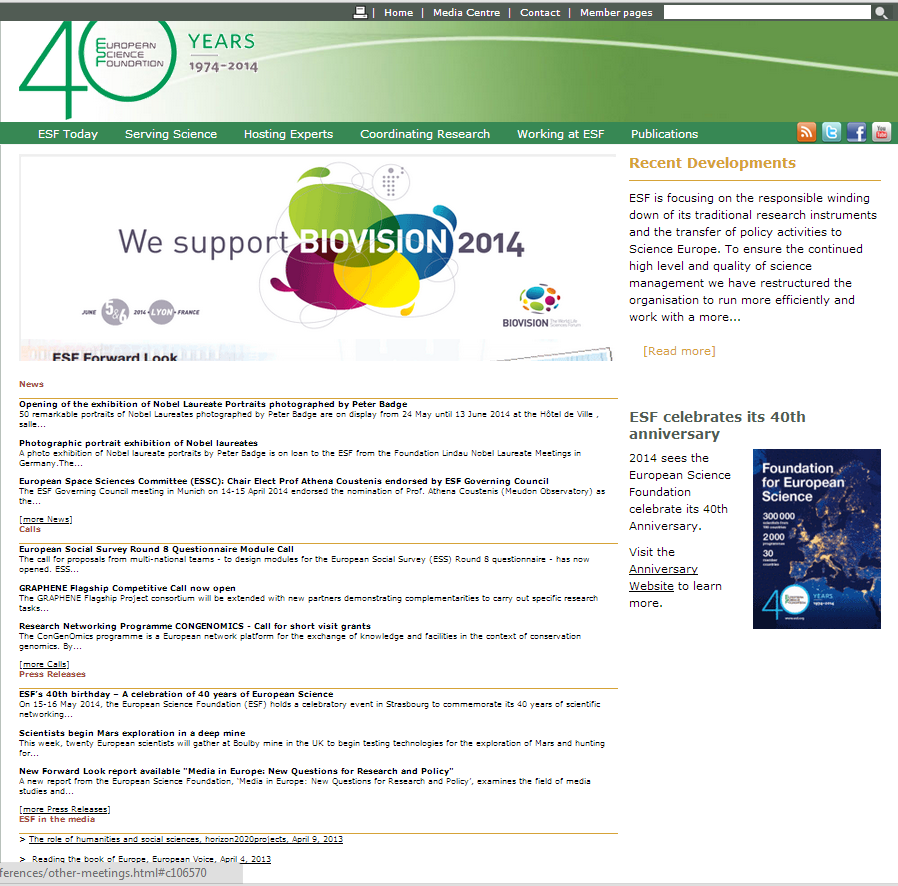 | Home | Media Centre | Contact | Member pages
40 EUROPEAN SCIENCE FOUNDATION YEARS
1974-2014
ESF Today Serving Science Hosting Experts Coordinating Research Working at ESF Publications
We support BIOVISION 2014
JUNE 5&6 2014 · LYON · FRANCE
BIOVISION The World Life Sciences Forum
ESF Forward Look
News
Opening of the exhibition of Nobel Laureate Portraits photographed by Peter Badge
50 remarkable portraits of Nobel Laureates photographed by Peter Badge are on display from 24 May until 13 June 2014 at the Hôtel de Ville ,
salle...
Photographic portrait exhibition of Nobel laureates
A photo exhibition of Nobel laureate portraits by Peter Badge is on loan to the ESF from the Foundation Lindau Nobel Laureate Meetings in
Germany.The...
European Space Sciences Committee (ESSC): Chair Elect Prof Athena Coustenis endorsed by ESF Governing Council
The ESF Governing Council meeting in Munich on 14-15 April 2014 endorsed the nomination of Prof. Athena Coustenis (Meudon Observatory) as
the...
[more News]
Calls
European Social Survey Round 8 Questionnaire Module Call
The call for proposals from multi-national teams - to design modules for the European Social Survey (ESS) Round 8 questionnaire - has now
opened. ESS...
GRAPHENE Flagship Competitive Call now open
The GRAPHENE Flagship Project consortium will be extended with new partners demonstrating complementarities to carry out specific research
tasks...
Research Networking Programme CONGENOMICS - Call for short visit grants
The ConGenOmics programme is a European network platform for the exchange of knowledge and facilities in the context of conservation
genomics. By...
[more Calls]
Press Releases
ESF's 40th birthday – A celebration of 40 years of European Science
On 15-16 May 2014, the European Science Foundation (ESF) holds a celebratory event in Strasbourg to commemorate its 40 years of scientific
networking...
Scientists begin Mars exploration in a deep mine
This week, twenty European scientists will gather at Boulby mine in the UK to begin testing technologies for the exploration of Mars and hunting
for...
New Forward Look report available "Media in Europe: New Questions for Research and Policy"
A new report from the European Science Foundation, 'Media in Europe: New Questions for Research and Policy', examines the field of media
studies and...
[more Press Releases]
ESF in the media
> The role of humanities and social sciences, horizon2020projects, April 9, 2013
> Reading the book of Europe, European Voice, April 4, 2013
ferences/other-meetings.html#c106570
Recent Developments
ESF is focusing on the responsible winding
down of its traditional research instruments
and the transfer of policy activities to
Science Europe. To ensure the continued
high level and quality of science
management we have restructured the
organisation to run more efficiently and
work with a more...
[Read more]
ESF celebrates its 40th
anniversary
2014 sees the
European Science
Foundation
celebrate its 40th
Anniversary.
Visit the
Anniversary
Website to learn
more.
Foundation
for European
Science
300 000
2000
programmes
30
40 YEARS
1974-2014
www.esf.org